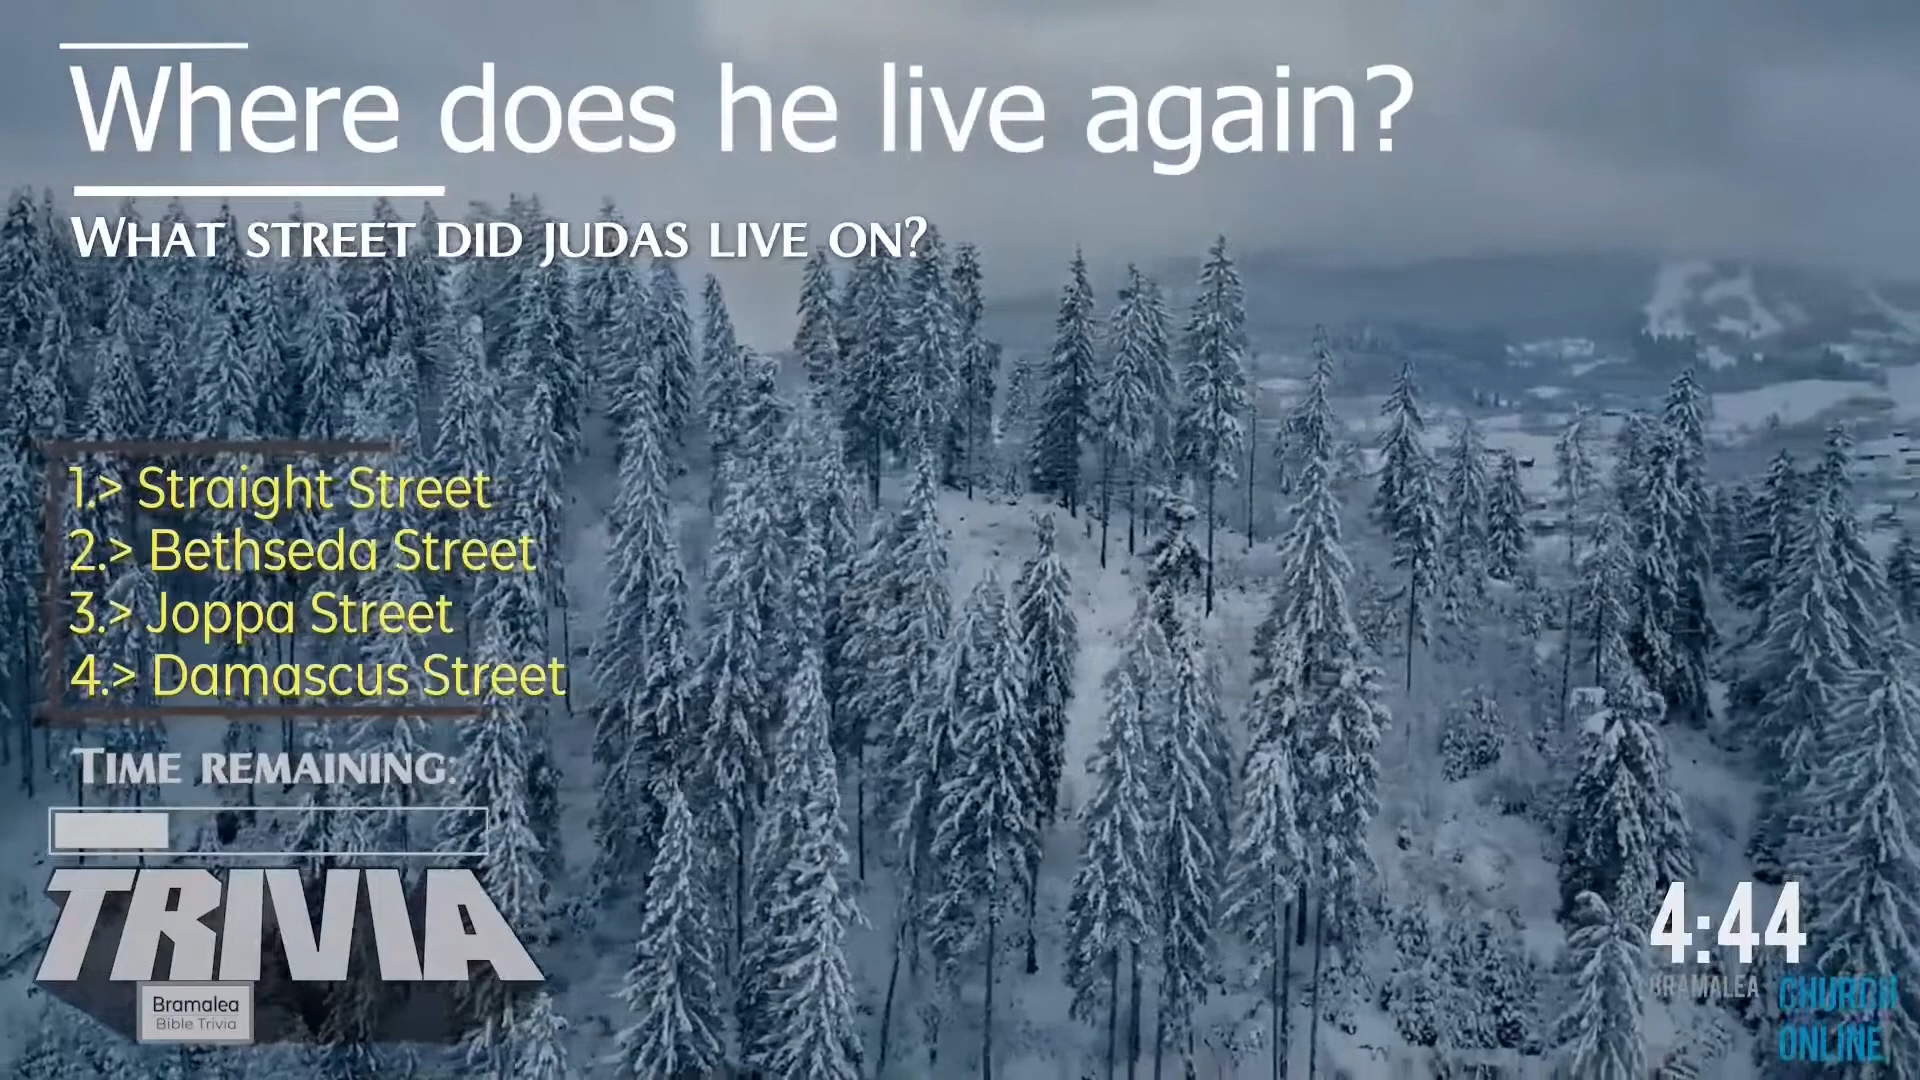 Where does he live again?
WHAT STREET DID JUDAS LIVE ON?
1.> Straight Street
2.> Bethseda Street
3.> Joppa Street
4.> Damascus Street
TIME REMAINING:
TRIVIA
Bramalea
Bible Trivia
4:44
BRAMALEA CHURCH
ONLINE